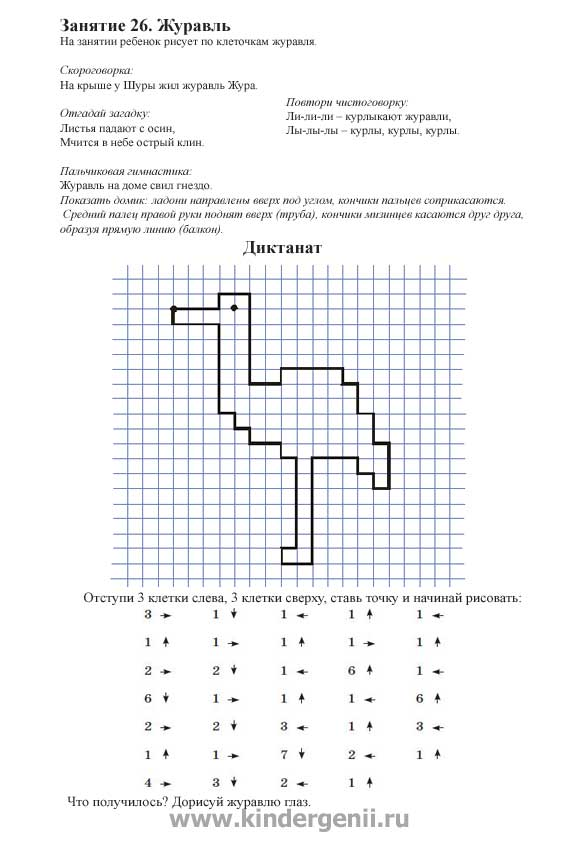 Занятие 26. Журавль
На занятии ребенок рисует по клеточкам журавля.
Скороговорка:
На крыше у Шуры жил журавль Жура.
Отгадай загадку:
Листья падают с осин,
Мчится в небе острый клин.
Повтори чистоговорку:
Ли-ли-ли – курлыкают журавли,
Лы-лы-лы – курлы, курлы, курлы.
Пальчиковая гимнастика:
Журавль на доме свил гнездо.
Показать домик: ладони направлены вверх под углом, кончики пальцев соприкасаются.
Средний палец правой руки поднят вверх (труба), кончики мизинцев касаются друг друга,
образуя прямую линию (балкон).
Диктанат
Отступи 3 клетки слева, 3 клетки сверху, ставь точку и начинай рисовать:
3 → 1 ↓ 1 ← 1 ↑ 1 ←
1 ↑ 1 → 1 ↑ 1 → 1 ↑
2 → 2 ↓ 1 ← 6 ↑ 1 ←
6 ↓ 1 → 1 ↑ 1 ← 6 ↑
2 → 2 ↓ 3 ← 1 ↑ 3 ←
1 ↑ 1 → 7 ↓ 2 ← 1 ↑
4 → 3 ↓ 2 ← 1 ↑
Что получилось? Дорисуй журавлю глаз.
www.kindergenii.ru